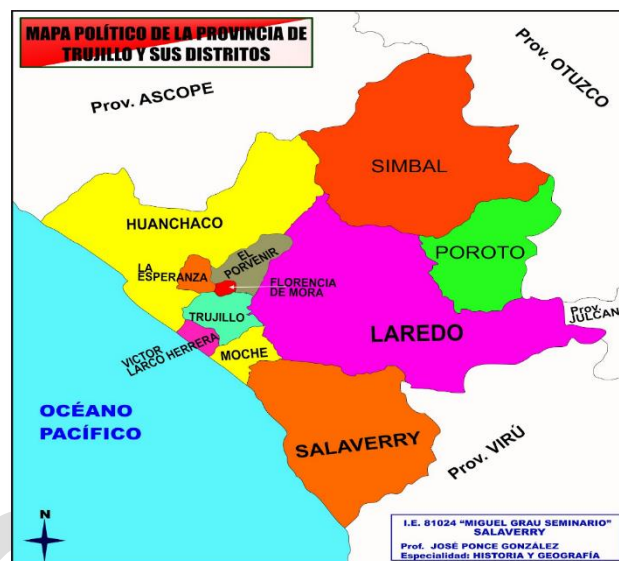 MAPA POLÍTICO DE LA PROVINCIA DE
TRUJILLO Y SUS DISTRITOS
Prov. ASCOPE
Prov. OTUZCO
SIMBAL
HUANCHACO
POROTO
EL
PORVENIR
LA
ESPERANZA
FLORENCIA
DE MORA
Prov.
JULCAN
TRUJILLO
LAREDO
VICTOR
LARCO HERRERA
MOCHE
OCÉANO
PACÍFICO
SALAVERRY
Prov. VIRÚ
N
I.E. 81024 “MIGUEL GRAU SEMINARIO”
SALAVERRY
Prof. JOSÉ PONCE GONZÁLEZ
Especialidad: HISTORIA Y GEOGRAFÍA